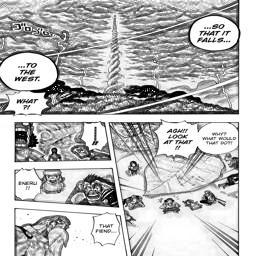 ...SO
THAT IT
FALLS...
...TO
THE
WEST.
WHAT
?!
WHY?
WHAT
WOULD
THAT DO?!
AGH!!
LOOK
AT THAT
!!
!!
ENERU
!!
THAT
FIEND...